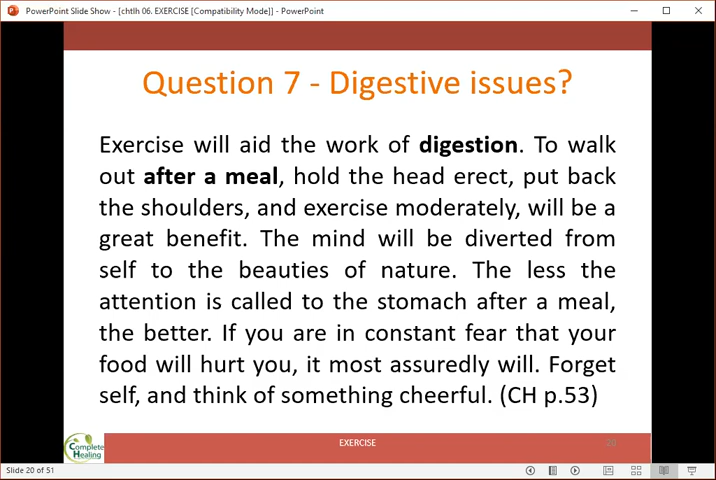 PowerPoint Slide Show - [chtlh 06. EXERCISE [Compatibility Mode]] - PowerPoint
Question 7 - Digestive issues?
Exercise will aid the work of digestion. To walk
out after a meal, hold the head erect, put back
the shoulders, and exercise moderately, will be a
great benefit. The mind will be diverted from
self to the beauties of nature. The less the
attention is called to the stomach after a meal,
the better. If you are in constant fear that your
food will hurt you, it most assuredly will. Forget
self, and think of something cheerful. (CH p.53)
Complete
Healing
EXERCISE
20
Slide 20 of 51